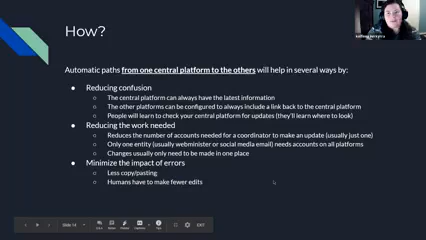 How?
Automatic paths from one central platform to the others will help in several ways by:
● Reducing confusion
○ The central platform can always have the latest information
○ The other platforms can be configured to always include a link back to the central platform
○ People will learn to check your central platform for updates (they'll learn where to look)
● Reducing the work needed
○ Reduces the number of accounts needed for a coordinator to make an update (usually just one)
○ Only one entity (usually webminister or social media email) needs accounts on all platforms
○ Changes usually only need to be made in one place
● Minimize the impact of errors
○ Less copy/pasting
○ Humans have to make fewer edits
Slide 14
EXIT